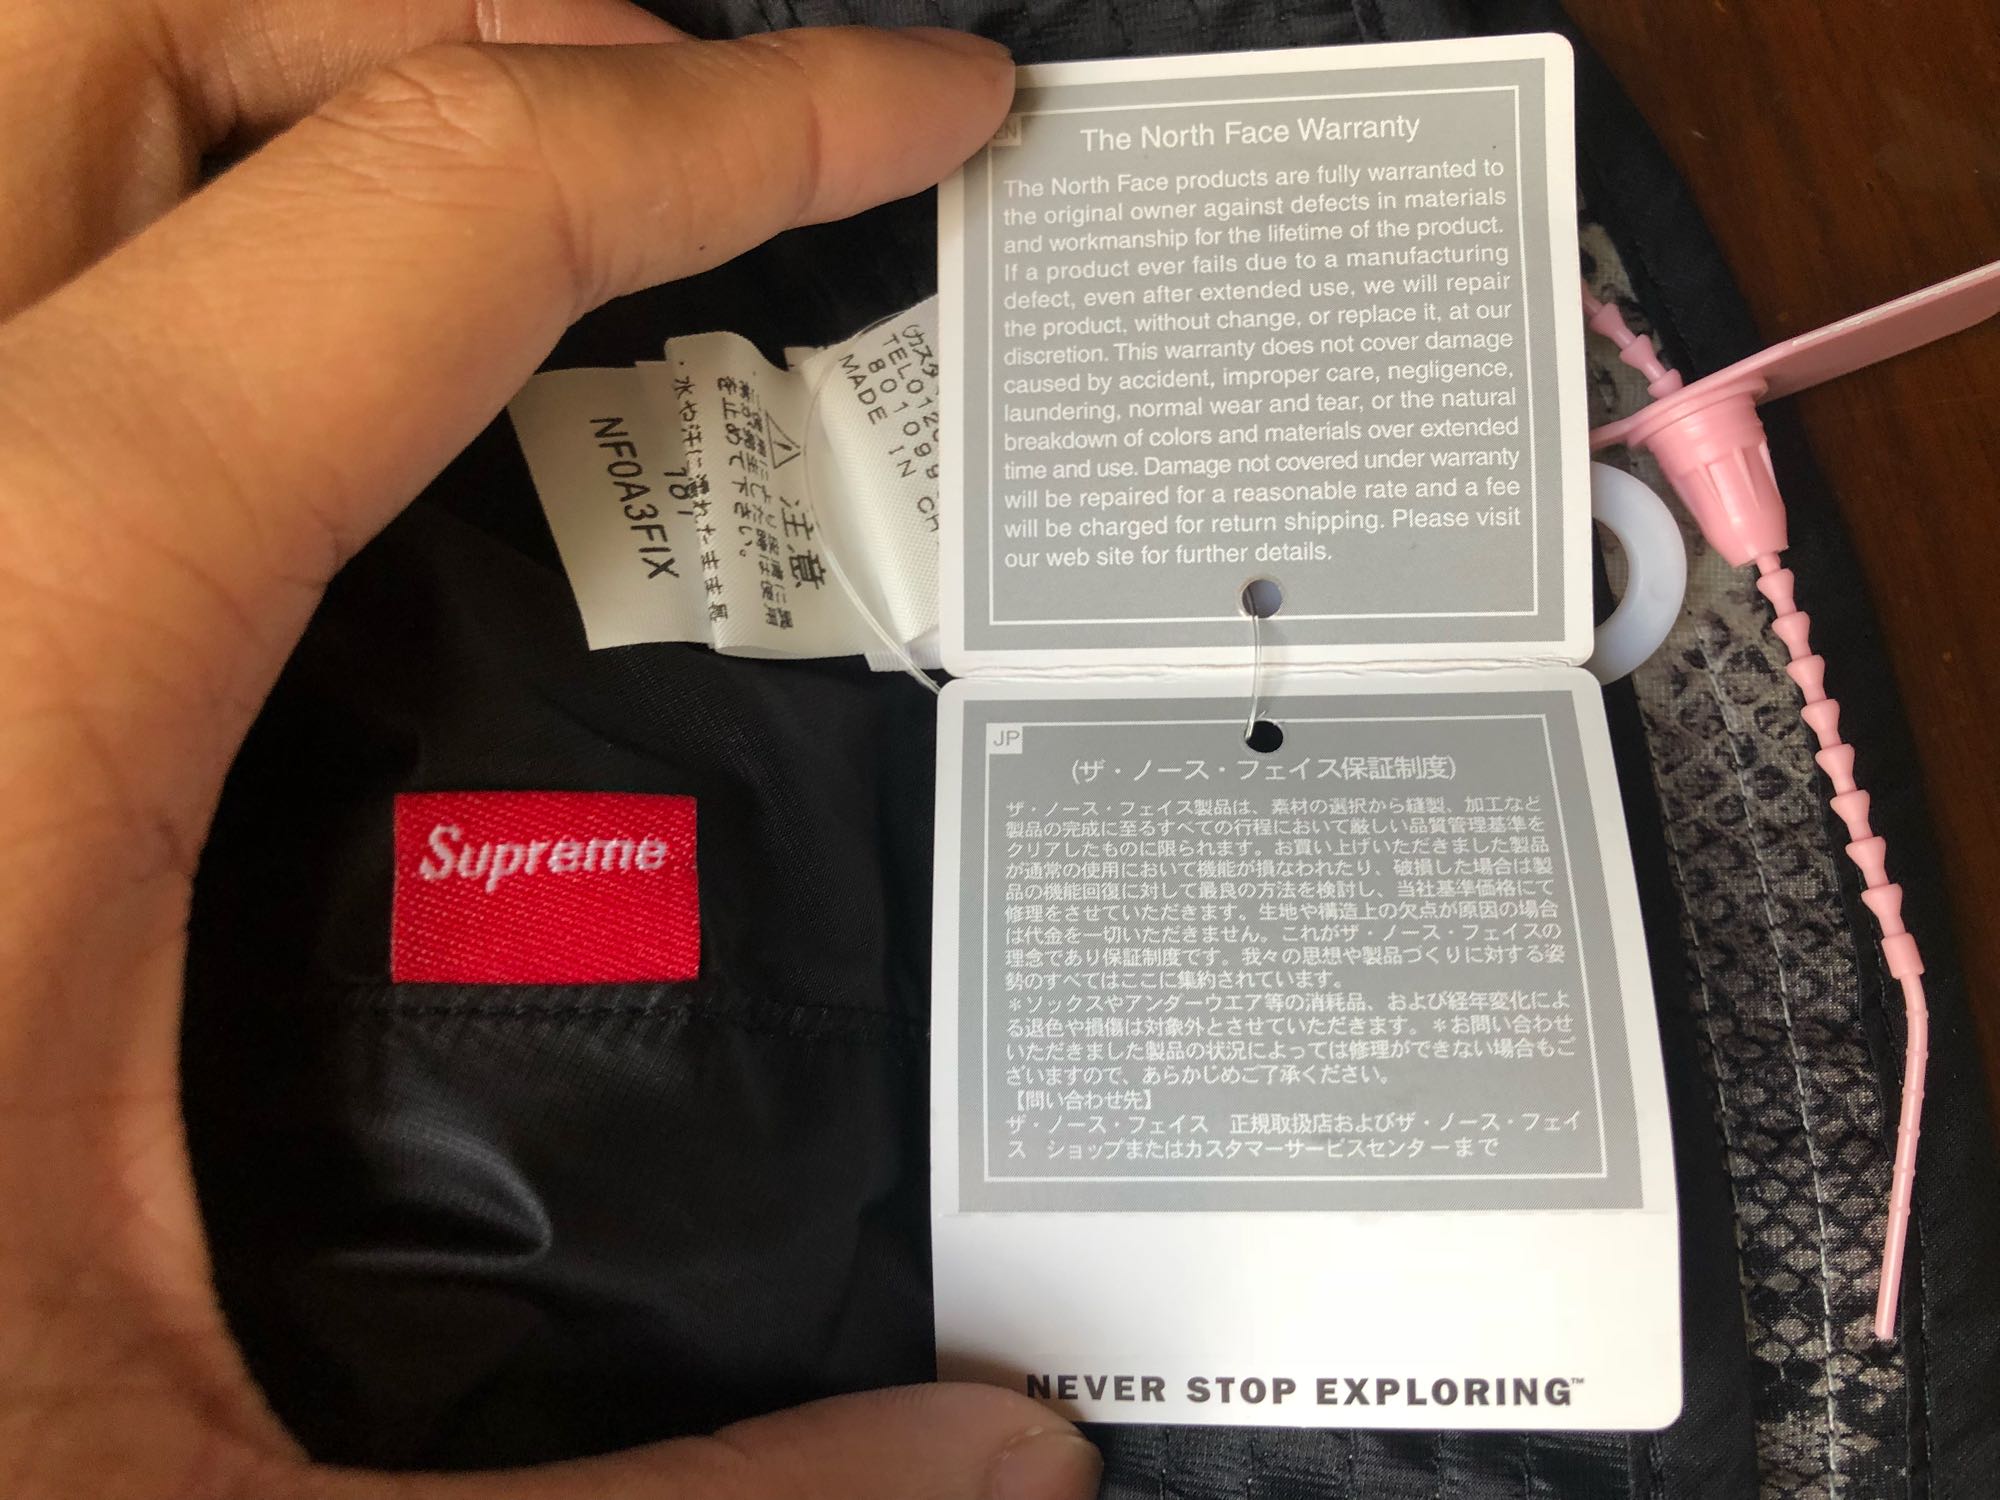 The North Face Warranty
The North Face products are fully warranted to
the original owner against defects in materials
and workmanship for the lifetime of the product.
If a product ever fails due to a manufacturing
defect, even after extended use, we will repair
the product, without change, or replace it, at our
discretion. This warranty does not cover damage
caused by accident, improper care, negligence,
laundering, normal wear and tear, or the natural
breakdown of colors and materials over extended
time and use. Damage not covered under warranty
will be repaired for a reasonable rate and a fee
will be charged for return shipping. Please visit
our web site for further details.
JP
(ザ・ノース・フェイス保証制度)
ザ・ノース・フェイス製品は、素材の選択から縫製、加工など
製品の完成に至るすべての行程において厳しい品質管理基準を
クリアしたものに限られます。お買い上げいただきました製品
が通常の使用において機能が損なわれたり、破損した場合は製
品の機能回復に対して最良の方法を検討し、当社基準価格にて
修理をさせていただきます。生地や構造上の欠点が原因の場合
は代金を一切いただきません。これがザ・ノース・フェイスの
理念であり保証制度です。我々の思想や製品づくりに対する姿
勢のすべてはここに集約されています。
＊ソックスやアンダーウエア等の消耗品、および経年変化によ
る退色や損傷は対象外とさせていただきます。＊お問い合わせ
いただきました製品の状況によっては修理ができない場合もご
ざいますので、あらかじめご了承ください。
【問い合わせ先】
ザ・ノース・フェイス 正規取扱店およびザ・ノース・フェイ
ス ショップまたはカスタマーサービスセンターまで
NEVER STOP EXPLORING™
Supreme
NF0A3FIX
注意
を止めて下さい。
MADE IN